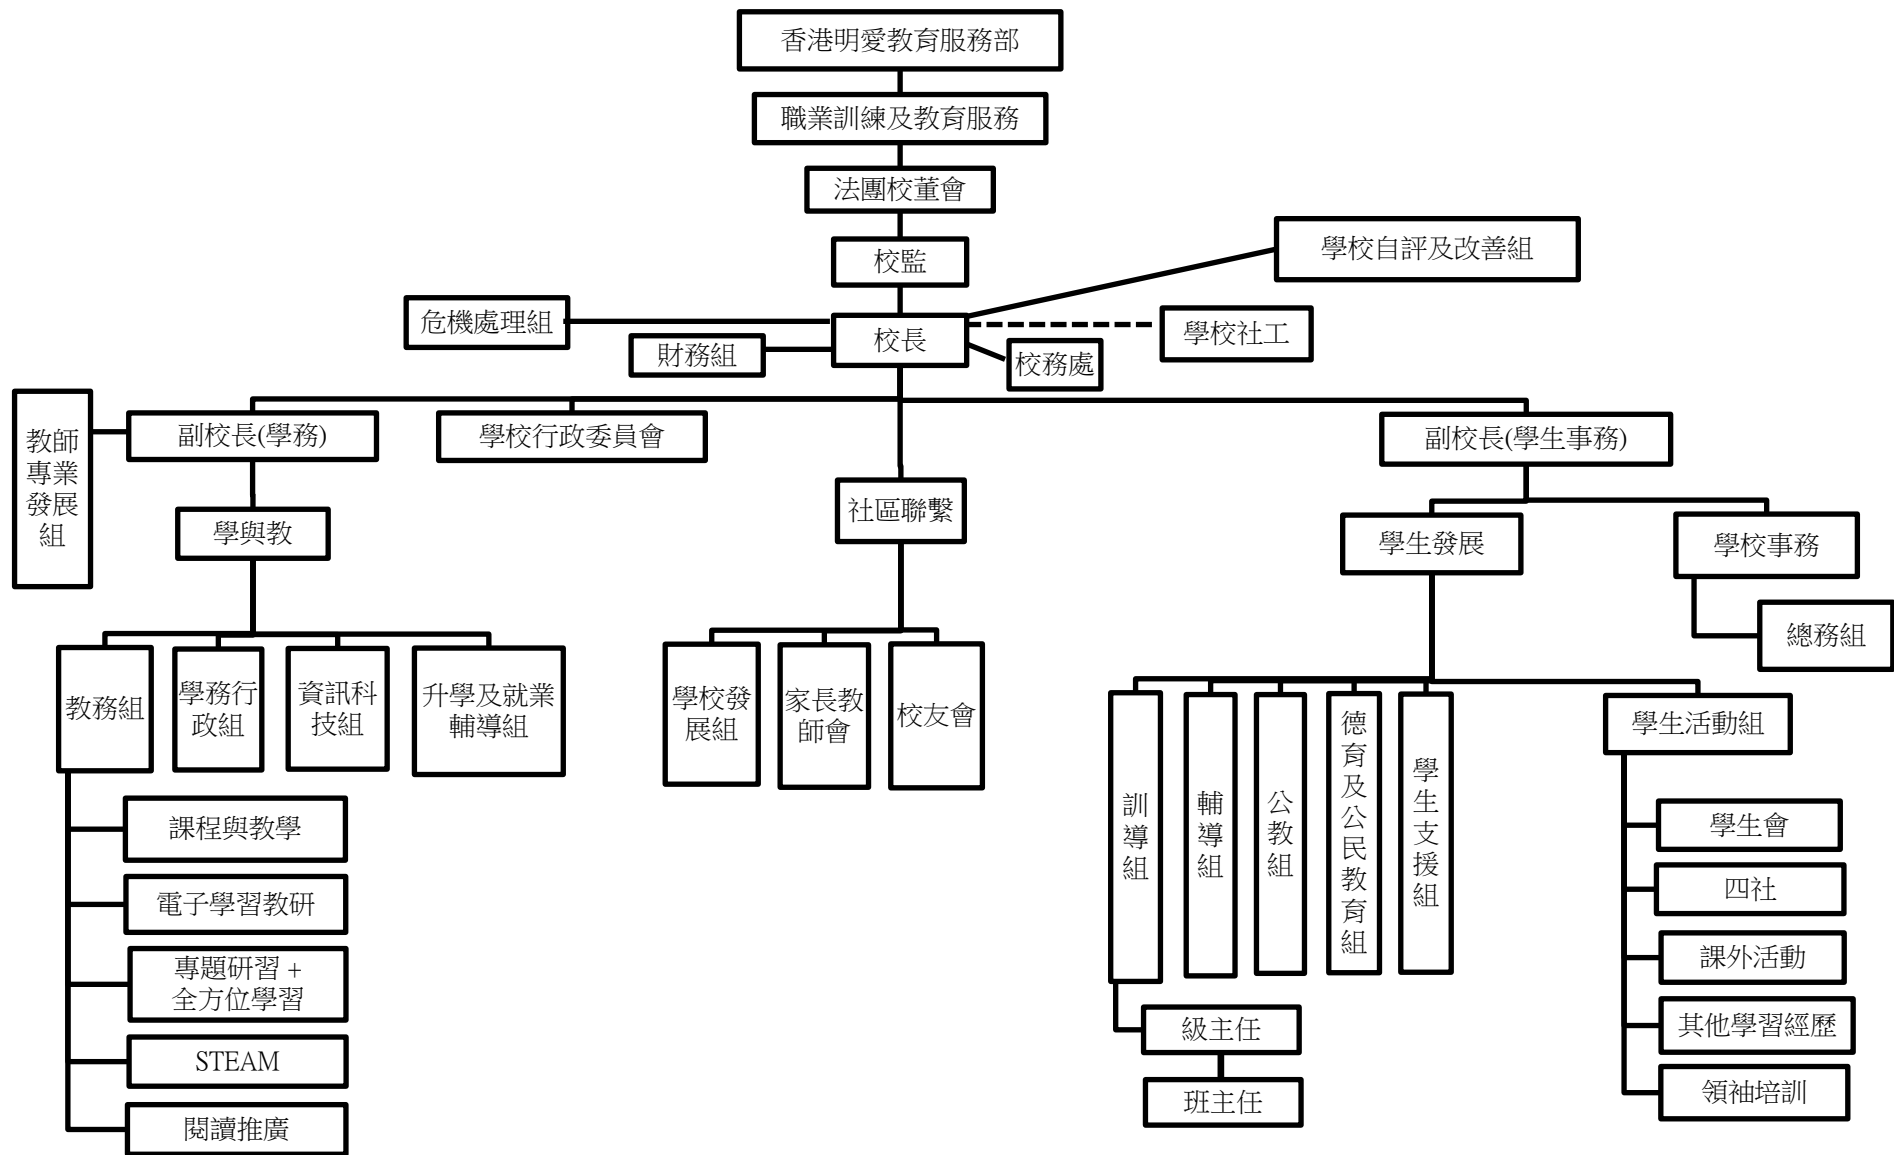 香港明愛教育服務部
職業訓練及教育服務
法團校董會
校監
學校自評及改善組
危機處理組
校長
學校社工
財務組
校務處
教師
專業
發展
組
副校長(學務)
學校行政委員會
副校長(學生事務)
學與教
社區聯繫
學生發展
學校事務
總務組
教務組
學務行
政組
資訊科
技組
升學及就業
輔導組
學校發
展組
家長教
師會
校友會
訓導組
輔導組
公教組
德育及公民教育組
學生支援組
學生活動組
課程與教學
電子學習教研
專題研習 +
全方位學習
STEAM
閱讀推廣
級主任
班主任
學生會
四社
課外活動
其他學習經歷
領袖培訓